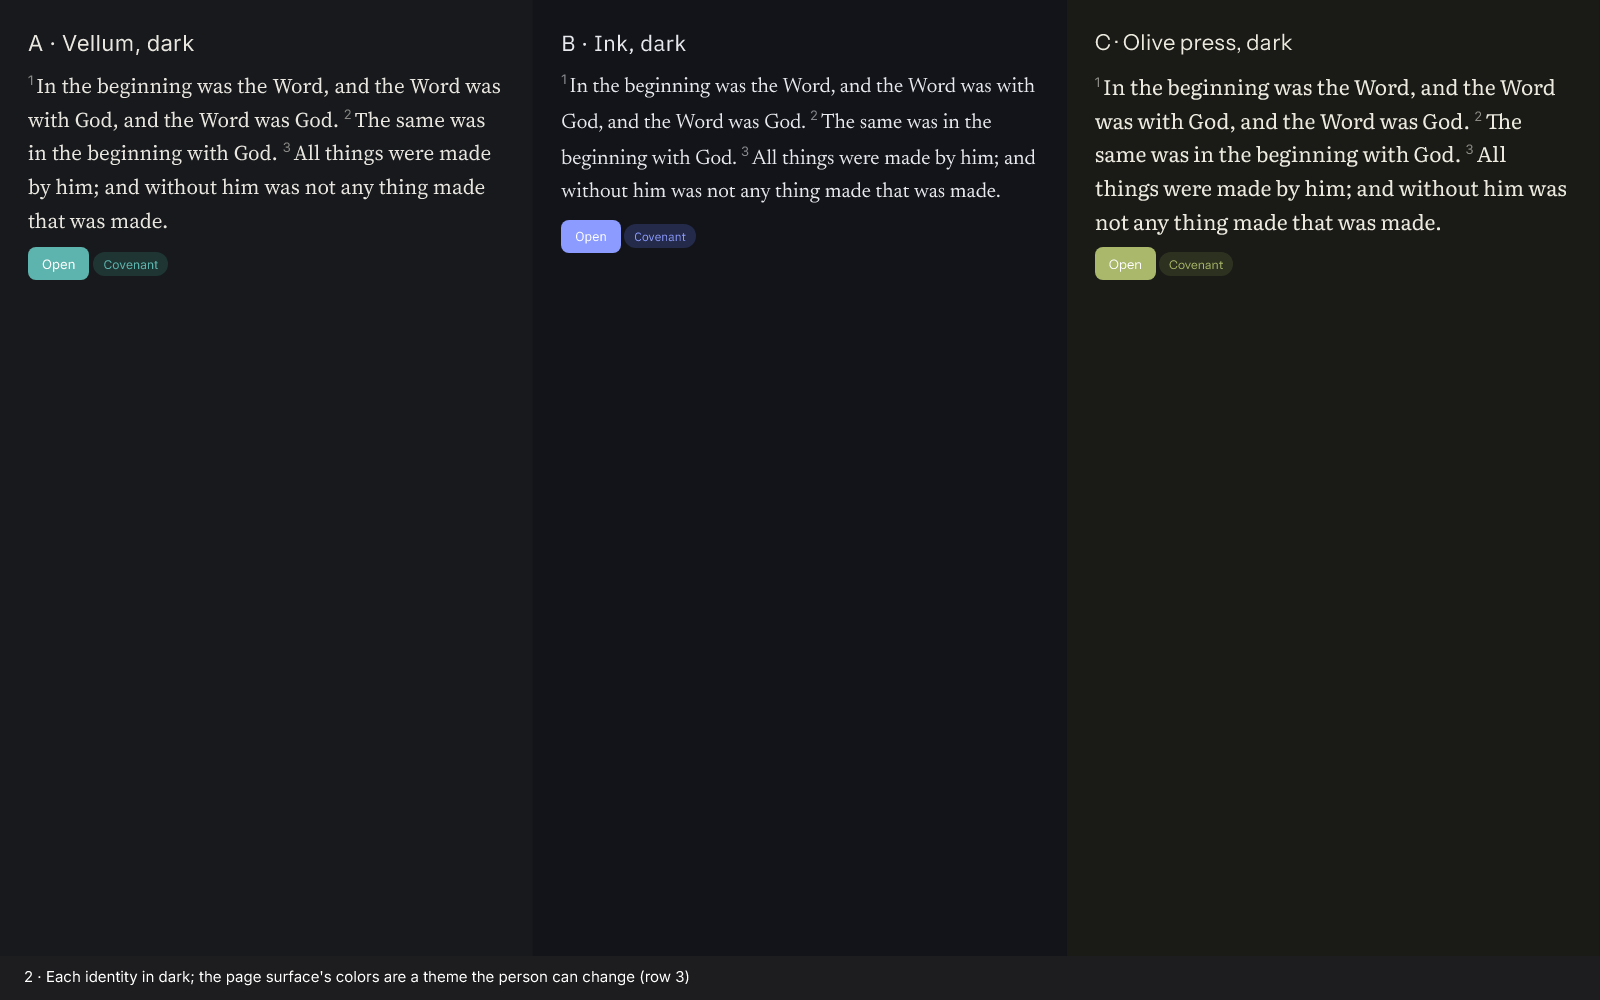 A · Vellum, dark
1 In the beginning was the Word, and the Word was
with God, and the Word was God. 2 The same was
in the beginning with God. 3 All things were made
by him; and without him was not any thing made
that was made.
Open
Covenant
B · Ink, dark
1 In the beginning was the Word, and the Word was with
God, and the Word was God. 2 The same was in the
beginning with God. 3 All things were made by him; and
without him was not any thing made that was made.
Open
Covenant
C · Olive press, dark
1 In the beginning was the Word, and the Word
was with God, and the Word was God. 2 The
same was in the beginning with God. 3 All
things were made by him; and without him was
not any thing made that was made.
Open
Covenant
2 · Each identity in dark; the page surface's colors are a theme the person can change (row 3)